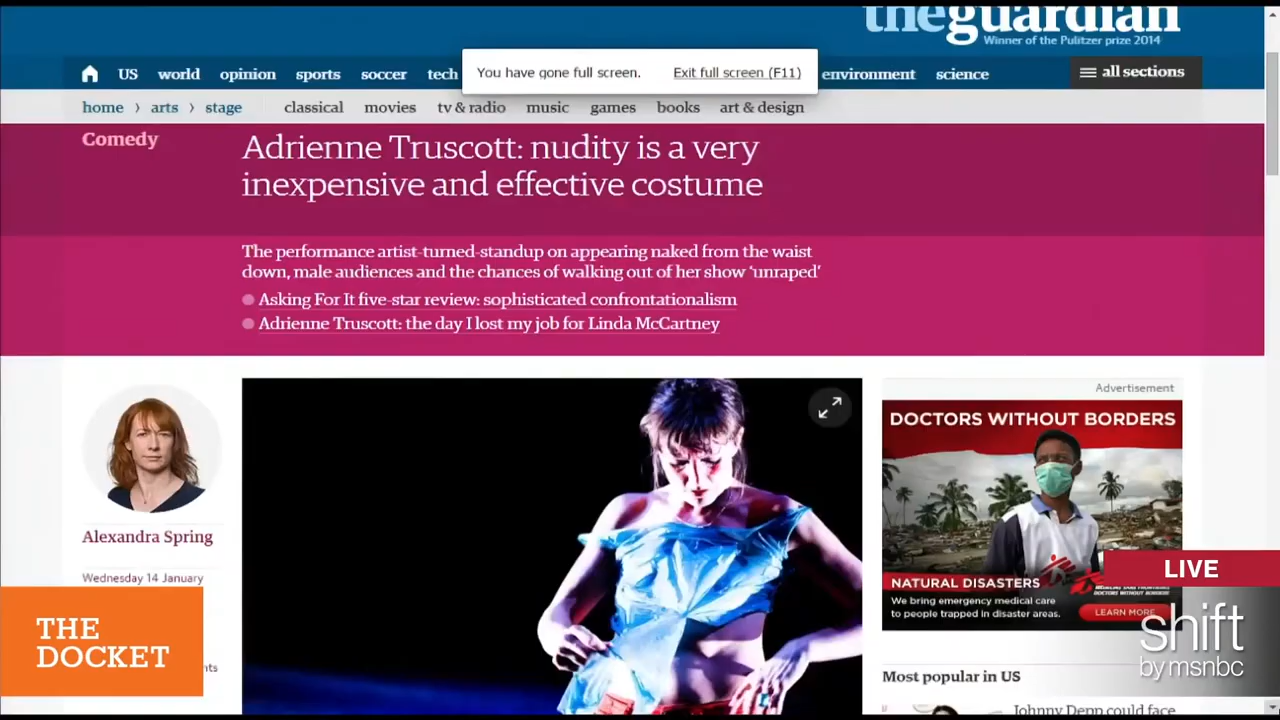 theguardian
Winner of the Pulitzer prize 2014
You have gone full screen. Exit full screen (F11)
US world opinion sports soccer tech environment science all sections
home › arts › stage classical movies tv & radio music games books art & design
Comedy
Adrienne Truscott: nudity is a very
inexpensive and effective costume
The performance artist-turned-standup on appearing naked from the waist
down, male audiences and the chances of walking out of her show ‘unraped’
Asking For It five-star review: sophisticated confrontationalism
Adrienne Truscott: the day I lost my job for Linda McCartney
Advertisement
DOCTORS WITHOUT BORDERS
Alexandra Spring
Wednesday 14 January
NATURAL DISASTERS
We bring emergency medical care
to people trapped in disaster areas.
DOCTORS WITHOUT BORDERS
LEARN MORE
LIVE
shift
by msnbc
THE
DOCKET
nts
Most popular in US
Johnny Depp could face